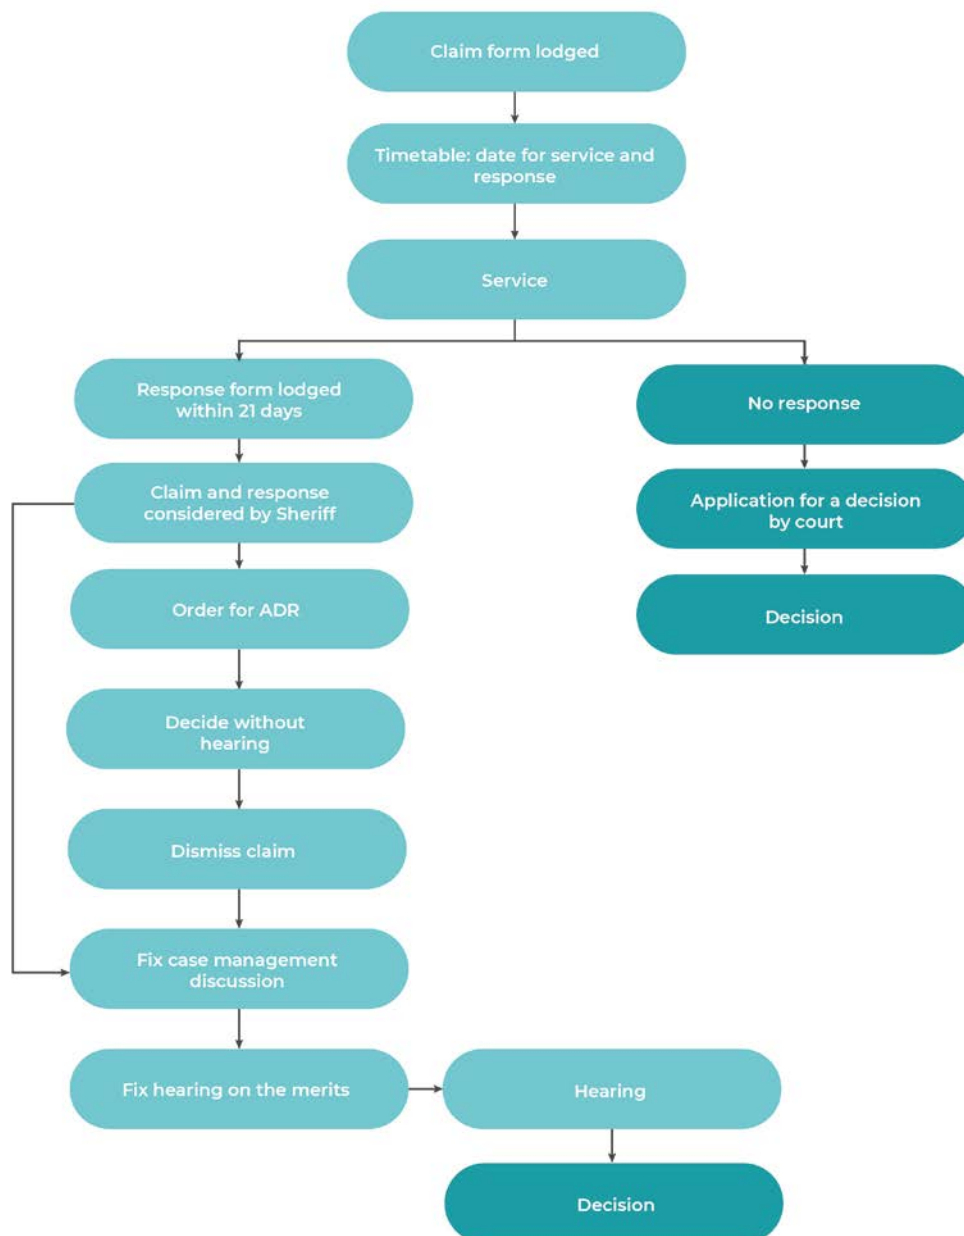 Claim form lodged
Timetable: date for service and
response
Service
Response form lodged
within 21 days
No response
Claim and response
considered by Sheriff
Application for a decision
by court
Order for ADR
Decision
Decide without
hearing
Dismiss claim
Fix case management
discussion
Fix hearing on the merits
Hearing
Decision